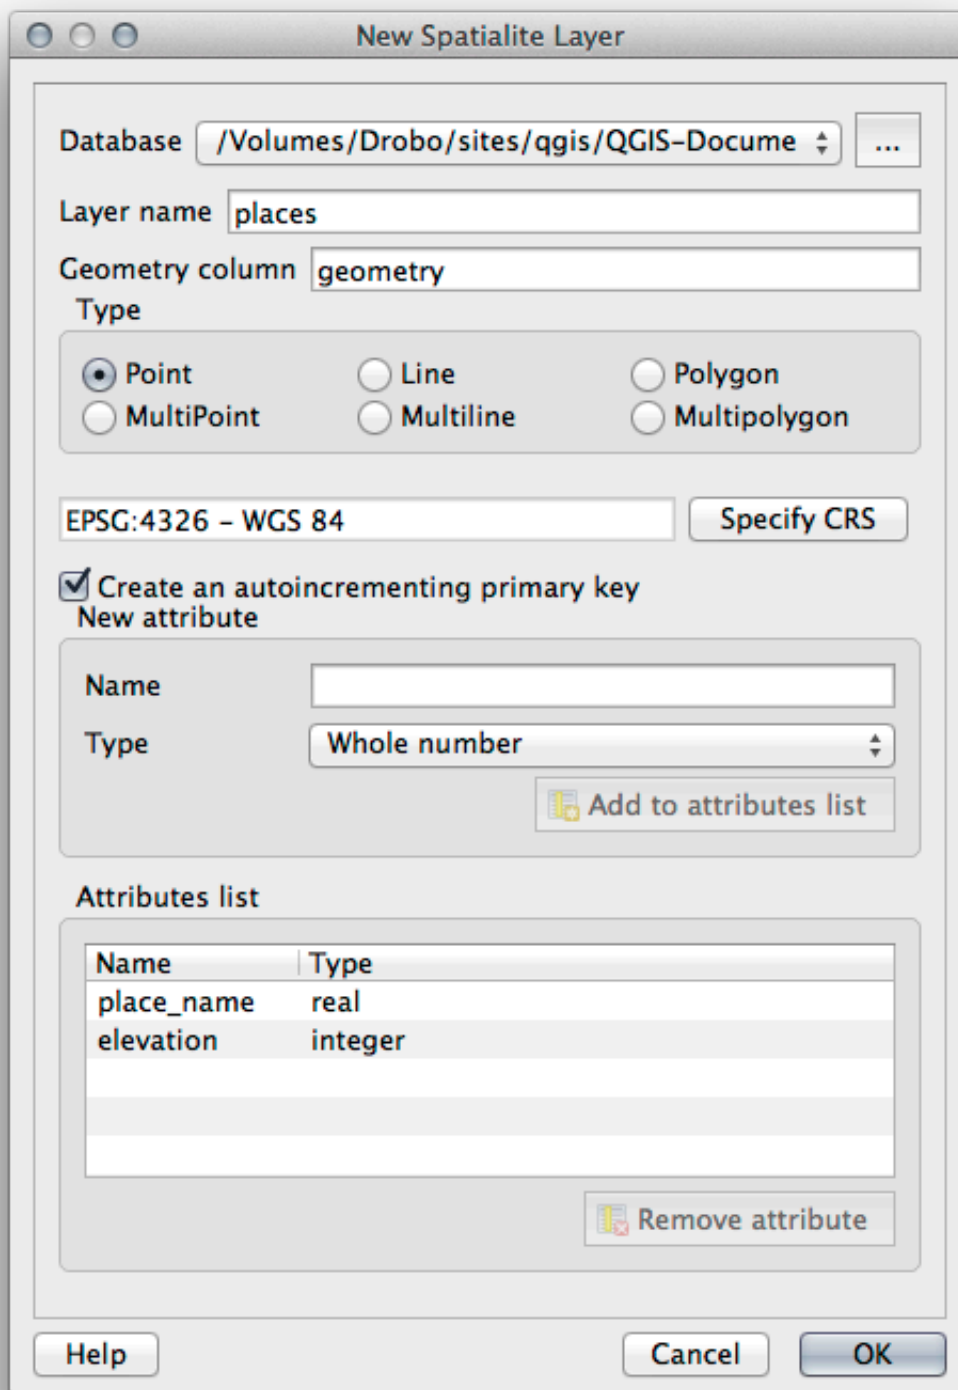 New Spatialite Layer
Database /Volumes/Drobo/sites/qgis/QGIS-Docume ...
Layer name places
Geometry column geometry
Type
Point Line Polygon
MultiPoint Multiline Multipolygon
EPSG:4326 – WGS 84 Specify CRS
Create an autoincrementing primary key
New attribute
Name
Type Whole number
Add to attributes list
Attributes list
Name Type
place_name real
elevation integer
Remove attribute
Help Cancel OK